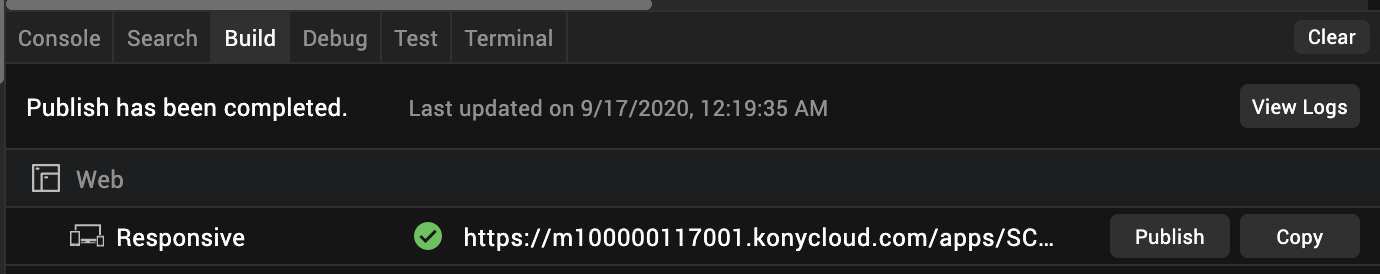 Console Search Build Debug Test Terminal Clear
Publish has been completed. Last updated on 9/17/2020, 12:19:35 AM View Logs
Web
Responsive https://m100000117001.konycloud.com/apps/SC... Publish Copy